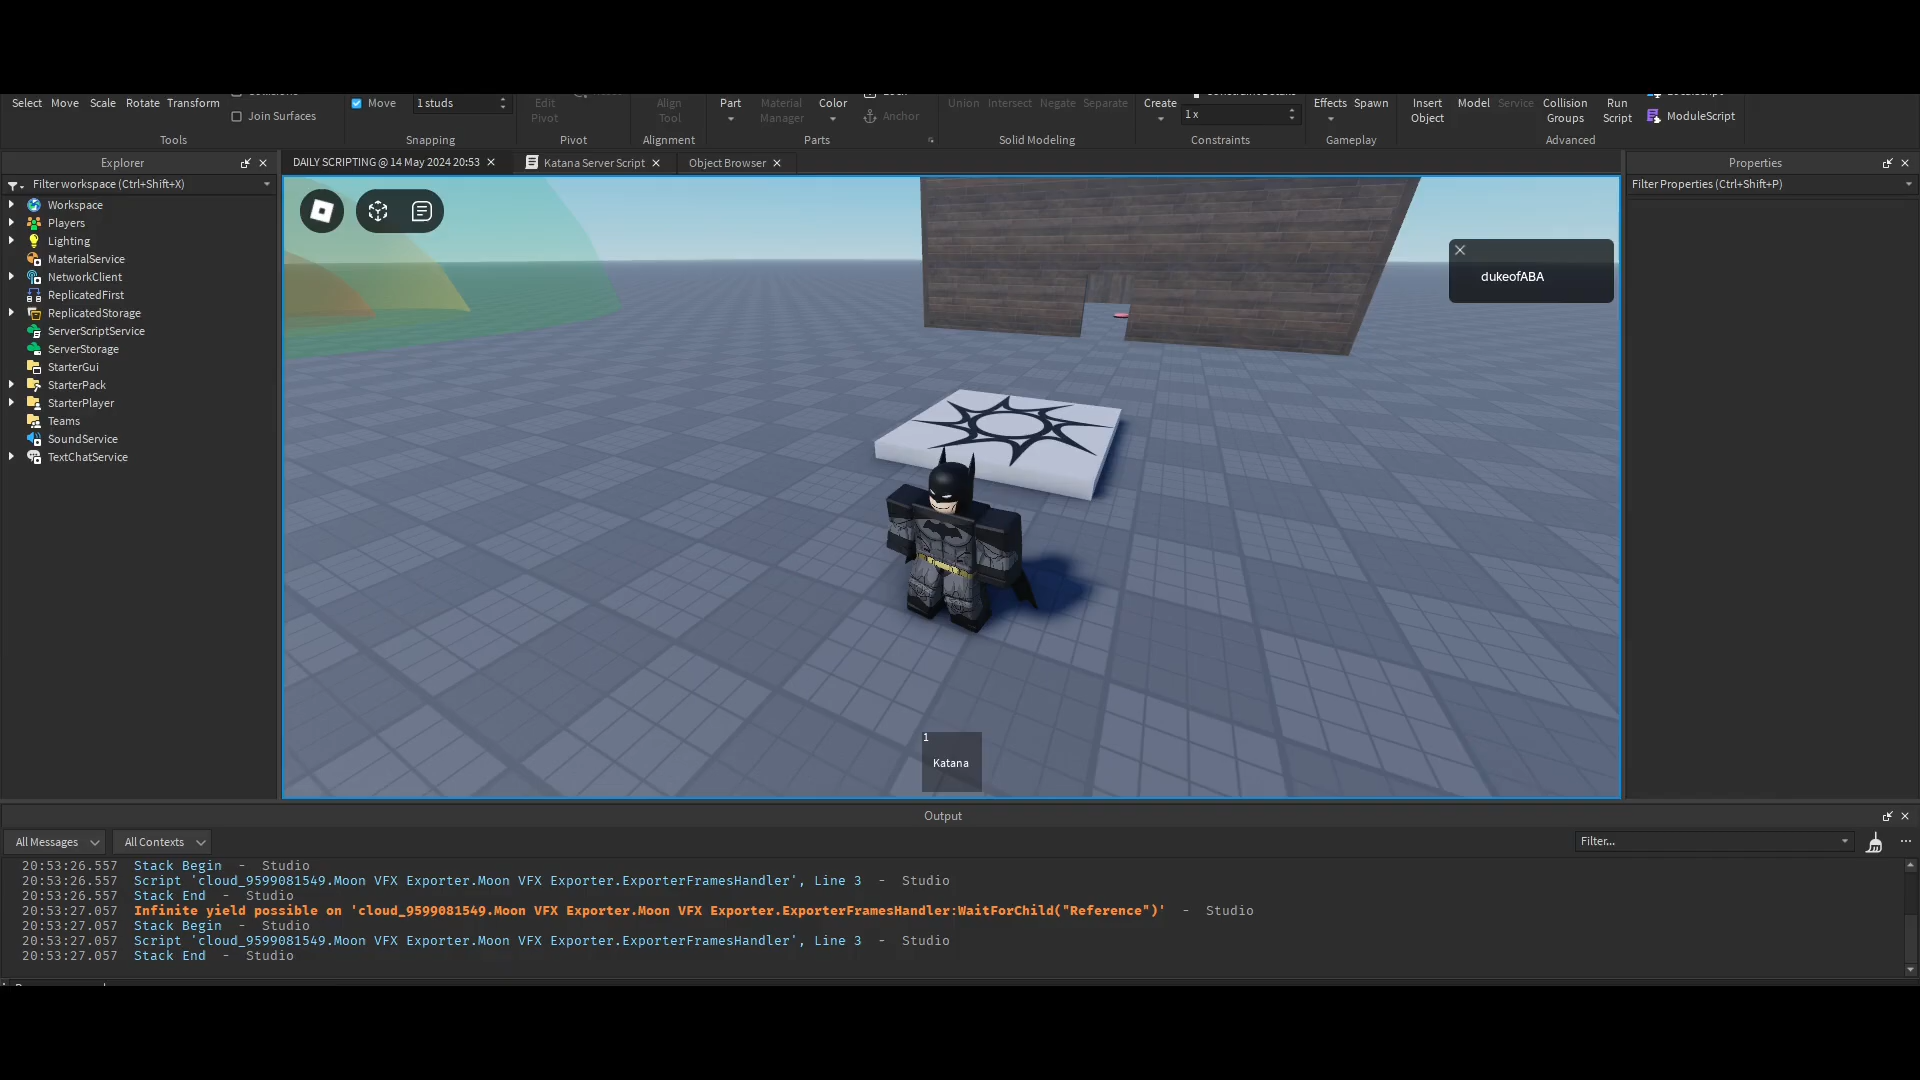 Select Move Scale Rotate Transform
Join Surfaces
Tools
Move 1 studs
Snapping
Edit Pivot
Pivot
Align Tool
Alignment
Part Material Manager Color
Anchor
Parts
Union Intersect Negate Separate
Solid Modeling
Create 1 x
Constraints
Effects Spawn
Gameplay
Insert Object Model Service Collision Groups Run Script ModuleScript
Advanced
Explorer
Filter workspace (Ctrl+Shift+X)
Workspace
Players
Lighting
MaterialService
NetworkClient
ReplicatedFirst
ReplicatedStorage
ServerScriptService
ServerStorage
StarterGui
StarterPack
StarterPlayer
Teams
SoundService
TextChatService
DAILY SCRIPTING @ 14 May 2024 20:53
Katana Server Script
Object Browser
dukeofABA
1
Katana
Properties
Filter Properties (Ctrl+Shift+P)
Output
All Messages All Contexts Filter...
20:53:26.557 Stack Begin - Studio
20:53:26.557 Script 'cloud_9599081549.Moon VFX Exporter.Moon VFX Exporter.ExporterFramesHandler', Line 3 - Studio
20:53:26.557 Stack End - Studio
20:53:27.057 Infinite yield possible on 'cloud_9599081549.Moon VFX Exporter.Moon VFX Exporter.ExporterFramesHandler:WaitForChild("Reference")' - Studio
20:53:27.057 Stack Begin - Studio
20:53:27.057 Script 'cloud_9599081549.Moon VFX Exporter.Moon VFX Exporter.ExporterFramesHandler', Line 3 - Studio
20:53:27.057 Stack End - Studio